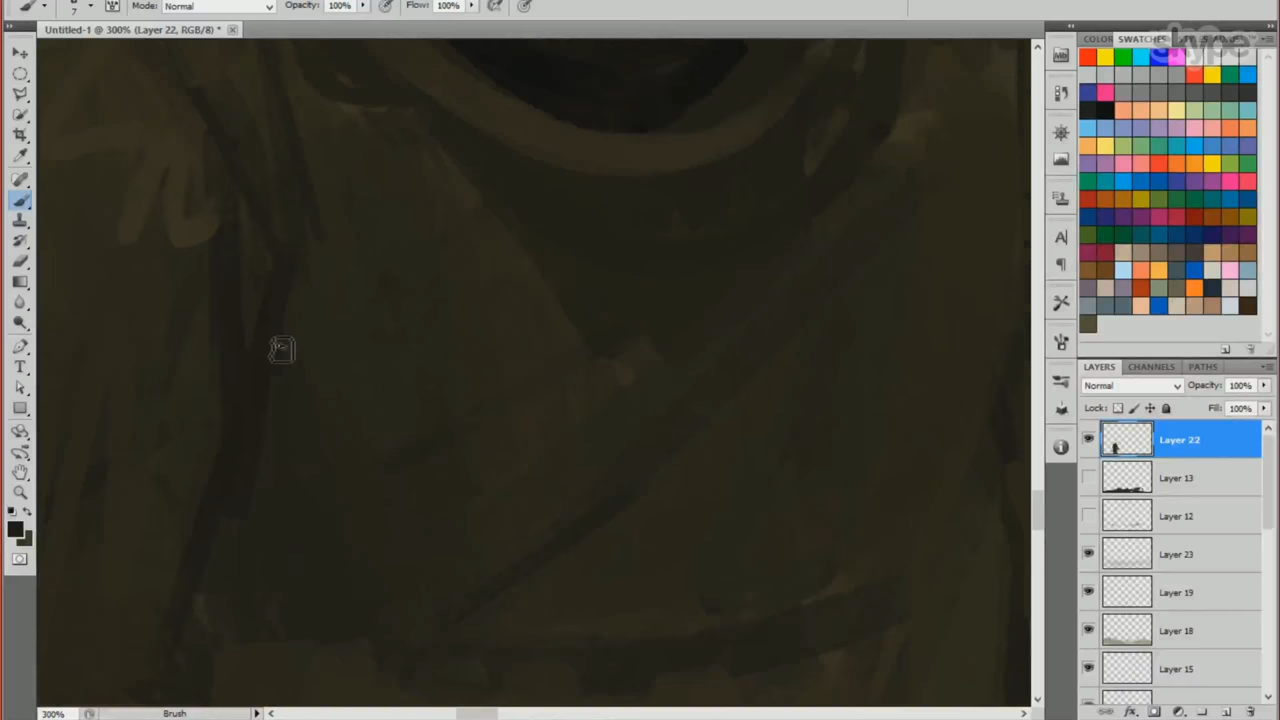 7
Mode: Normal
Opacity: 100%
Flow: 100%
Untitled-1 @ 300% (Layer 22, RGB/8) *
skype
COLOR SWATCHES
LAYERS CHANNELS PATHS
Normal
Opacity: 100%
Lock:
Fill: 100%
Layer 22
Layer 13
Layer 12
Layer 23
Layer 19
Layer 18
Layer 15
300%
Brush